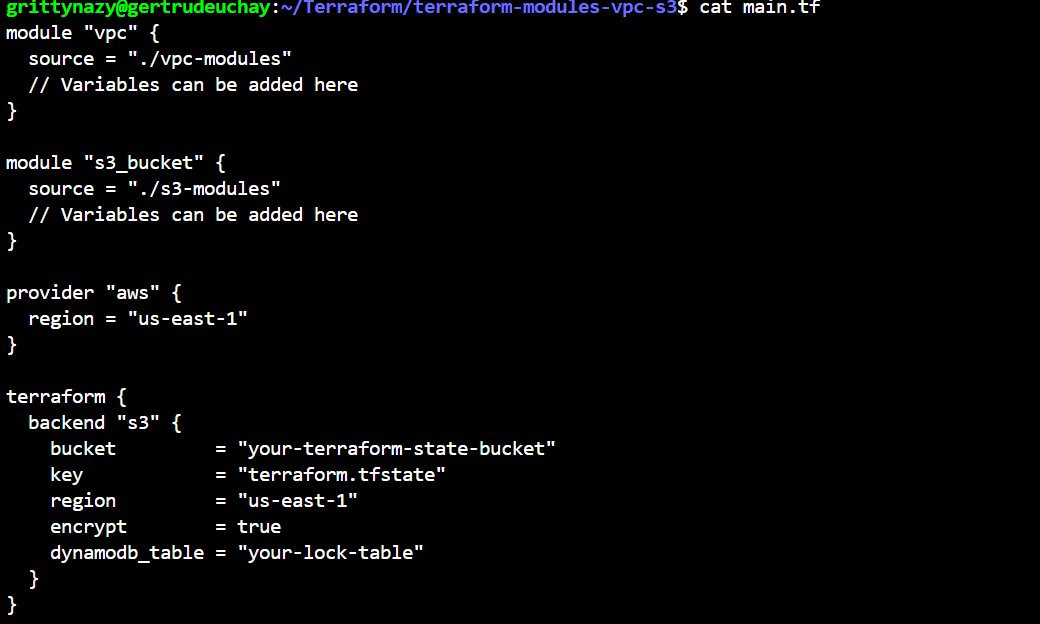 grittynazy@gertrudeuchay:~/Terraform/terraform-modules-vpc-s3$ cat main.tf
module "vpc" {
  source = "./vpc-modules"
  // Variables can be added here
}

module "s3_bucket" {
  source = "./s3-modules"
  // Variables can be added here
}

provider "aws" {
  region = "us-east-1"
}

terraform {
  backend "s3" {
    bucket         = "your-terraform-state-bucket"
    key            = "terraform.tfstate"
    region         = "us-east-1"
    encrypt        = true
    dynamodb_table = "your-lock-table"
  }
}